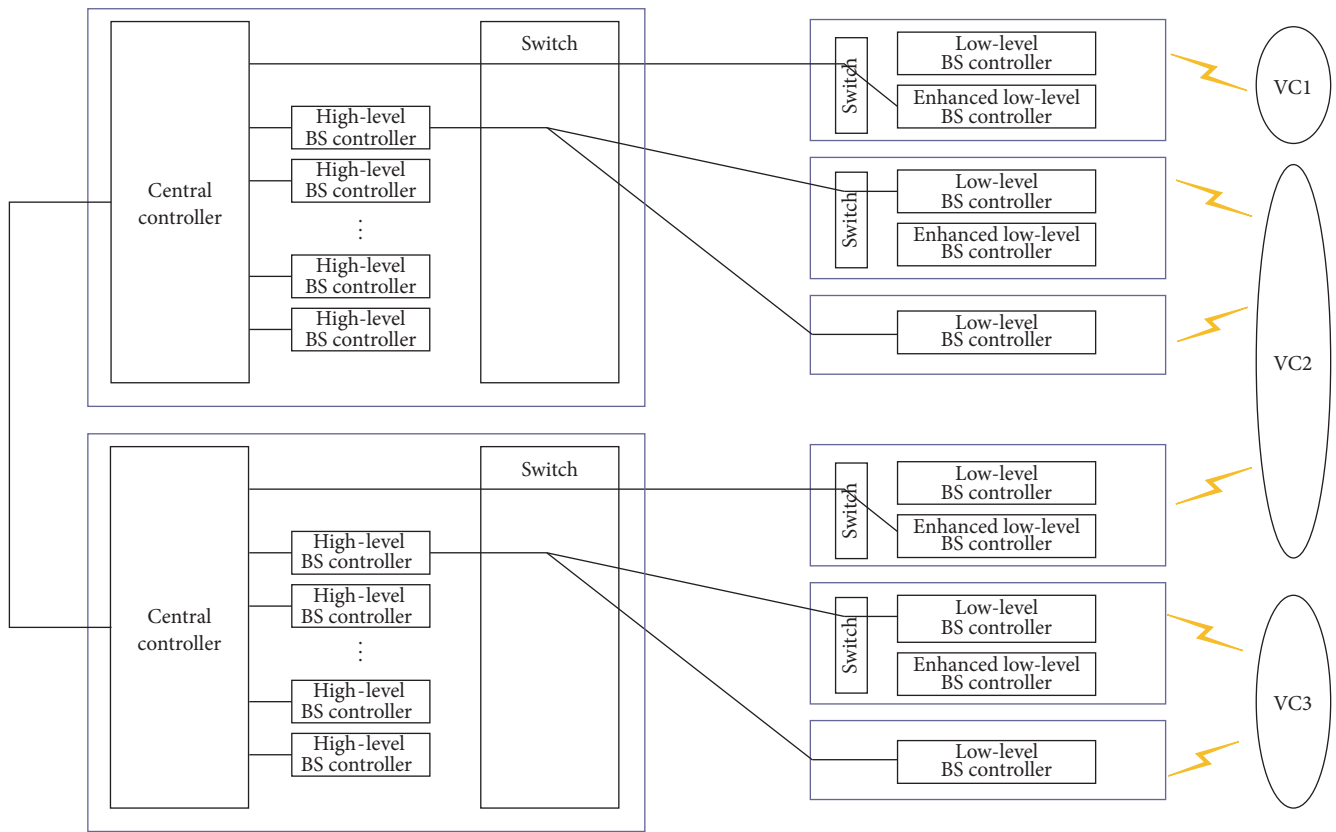 Central
controller
High-level
BS controller
High-level
BS controller
⋮
High-level
BS controller
High-level
BS controller
Switch
Switch
Low-level
BS controller
Enhanced low-level
BS controller
Switch
Low-level
BS controller
Enhanced low-level
BS controller
Low-level
BS controller
VC1
VC2
Central
controller
High-level
BS controller
High-level
BS controller
⋮
High-level
BS controller
High-level
BS controller
Switch
Switch
Low-level
BS controller
Enhanced low-level
BS controller
Switch
Low-level
BS controller
Enhanced low-level
BS controller
Low-level
BS controller
VC3